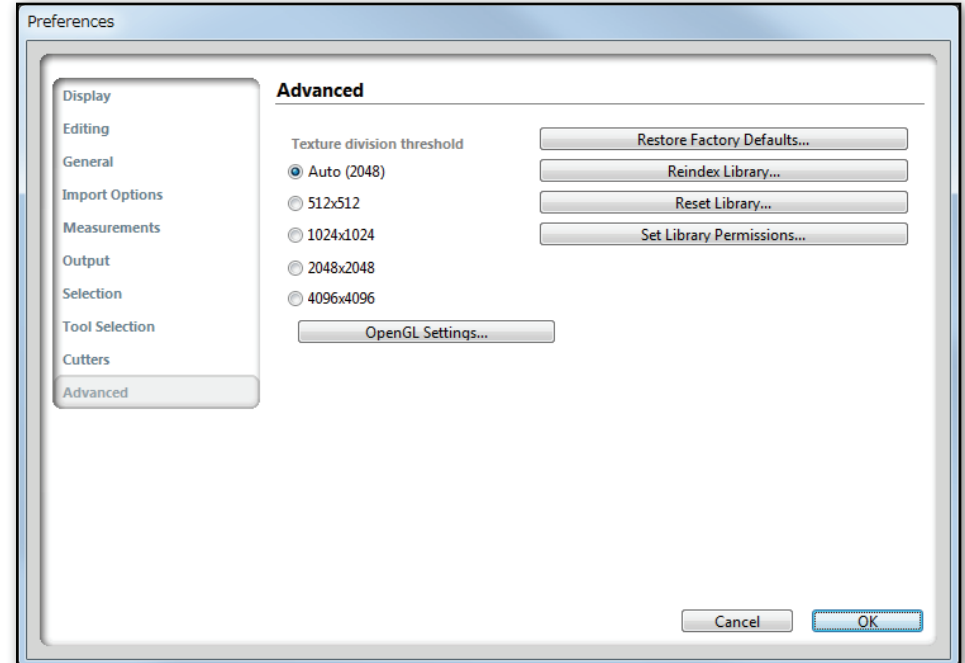 Preferences
Display
Editing
General
Import Options
Measurements
Output
Selection
Tool Selection
Cutters
Advanced
Advanced
Texture division threshold
Auto (2048)
512x512
1024x1024
2048x2048
4096x4096
OpenGL Settings...
Restore Factory Defaults...
Reindex Library...
Reset Library...
Set Library Permissions...
Cancel
OK